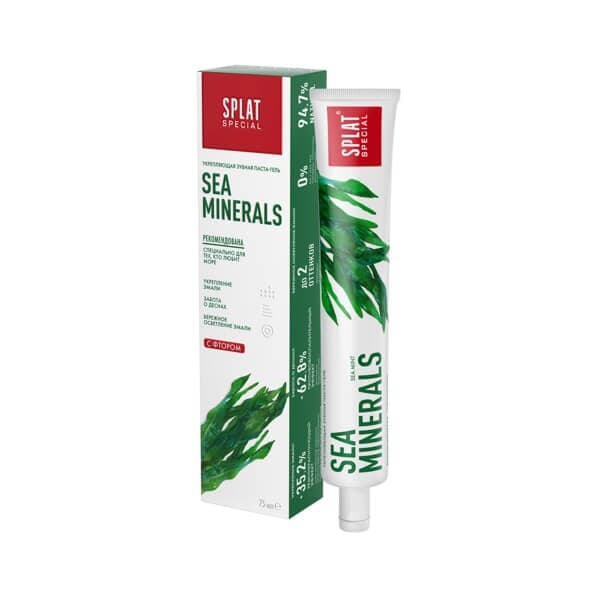 SPLAT
SPECIAL
УКРЕПЛЯЮЩАЯ ЗУБНАЯ ПАСТА-ГЕЛЬ
SEA
MINERALS
РЕКОМЕНДОВАНА
СПЕЦИАЛЬНО ДЛЯ
ТЕХ, КТО ЛЮБИТ
МОРЕ
УКРЕПЛЕНИЕ
ЭМАЛИ
ЗАБОТА
О ДЕСНАХ
БЕРЕЖНОЕ
ОСВЕТЛЕНИЕ ЭМАЛИ
С ФТОРОМ
75 мл ℮
94.7%
0%
ДО 2
ОТТЕНКОВ
-62.8%
-35.2%
SPLAT®
SPECIAL
SEA MINT
SEA
MINERALS